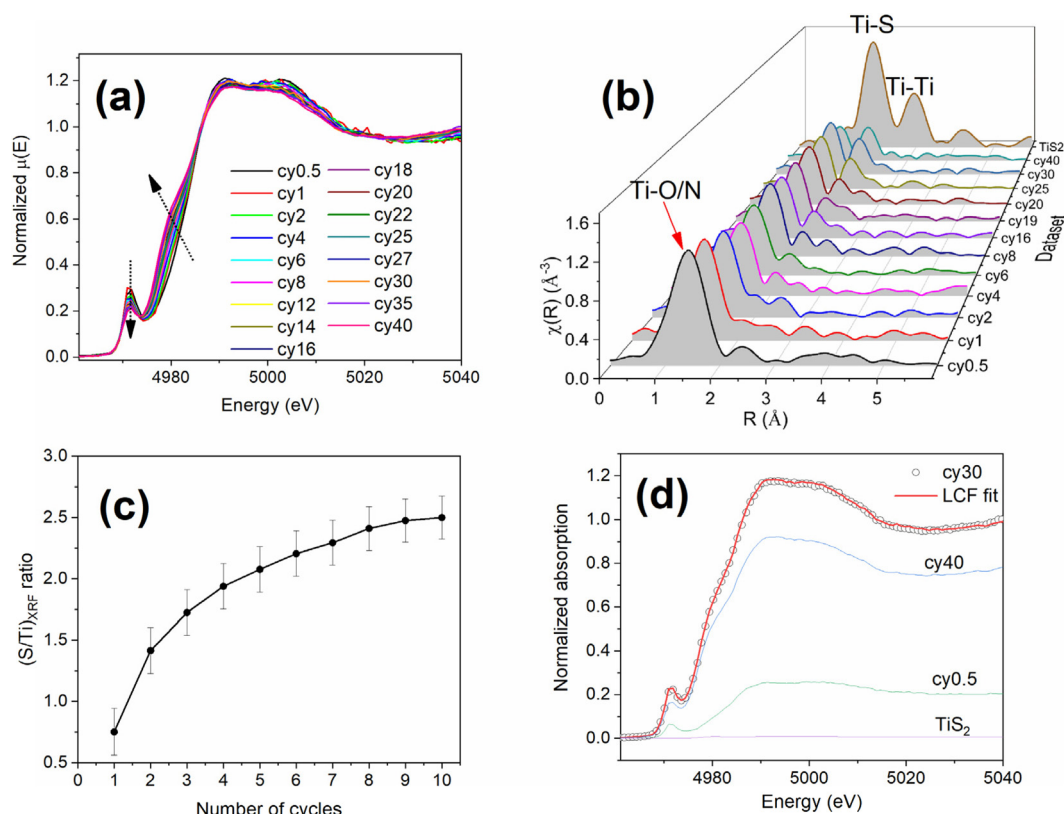 (a)
Normalized μ(E)
1.2
1.0
0.8
0.6
0.4
0.2
0.0
cy0.5
cy1
cy2
cy4
cy6
cy8
cy12
cy14
cy16
cy18
cy20
cy22
cy25
cy27
cy30
cy35
cy40
4980
5000
5020
5040
Energy (eV)
(b)
Ti-S
Ti-Ti
Ti-O/N
χ(R) (Å-3)
1.6
1.2
0.8
0.4
0.0
0
1
2
3
4
5
R (Å)
TiS2
cy40
cy30
cy25
cy20
cy19
cy16
cy8
cy6
cy4
cy2
cy1
cy0.5
Dataset
(c)
(S/Ti)XRF ratio
3.0
2.5
2.0
1.5
1.0
0.5
0 1 2 3 4 5 6 7 8 9 10
Number of cycles
(d)
Normalized absorption
1.2
1.0
0.8
0.6
0.4
0.2
0.0
cy30
LCF fit
cy40
cy0.5
TiS2
4980
5000
5020
5040
Energy (eV)